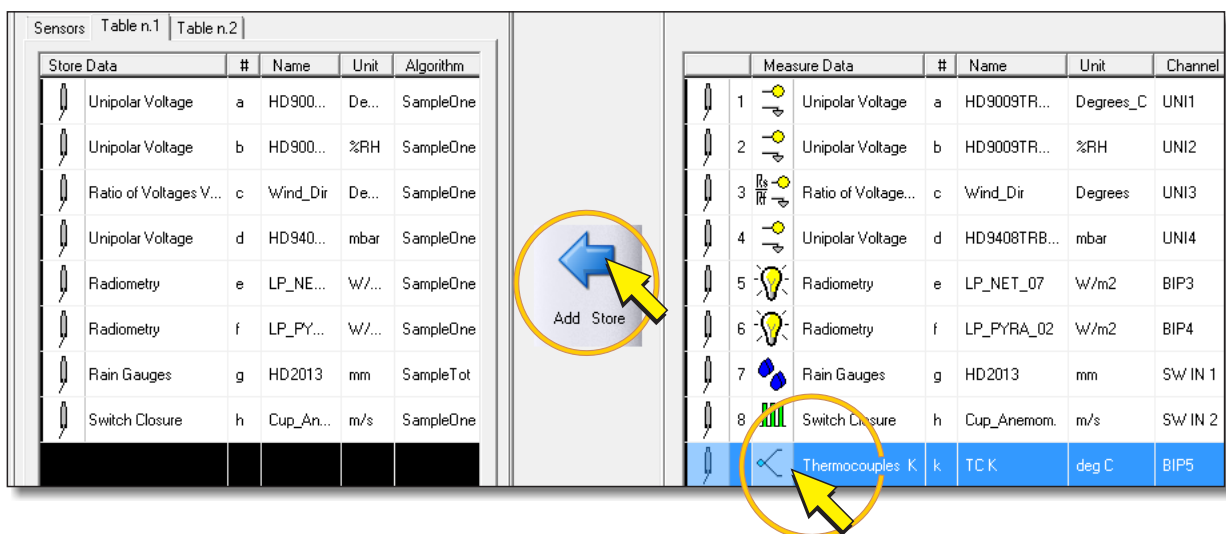 Sensors Table n.1 Table n.2
Store Data # Name Unit Algorithm
Unipolar Voltage a HD900... De... SampleOne
Unipolar Voltage b HD900... %RH SampleOne
Ratio of Voltages V... c Wind_Dir De... SampleOne
Unipolar Voltage d HD940... mbar SampleOne
Radiometry e LP_NE... W/... SampleOne
Radiometry f LP_PY... W/... SampleOne
Rain Gauges g HD2013 mm SampleTot
Switch Closure h Cup_An... m/s SampleOne
Add Store
Measure Data # Name Unit Channel
1 Unipolar Voltage a HD9009TR... Degrees_C UNI1
2 Unipolar Voltage b HD9009TR... %RH UNI2
3 Rs Rf Ratio of Voltage... c Wind_Dir Degrees UNI3
4 Unipolar Voltage d HD9408TRB... mbar UNI4
5 Radiometry e LP_NET_07 W/m2 BIP3
6 Radiometry f LP_PYRA_02 W/m2 BIP4
7 Rain Gauges g HD2013 mm SW IN 1
8 Switch Closure h Cup_Anemom. m/s SW IN 2
Thermocouples K k TC K deg C BIP5